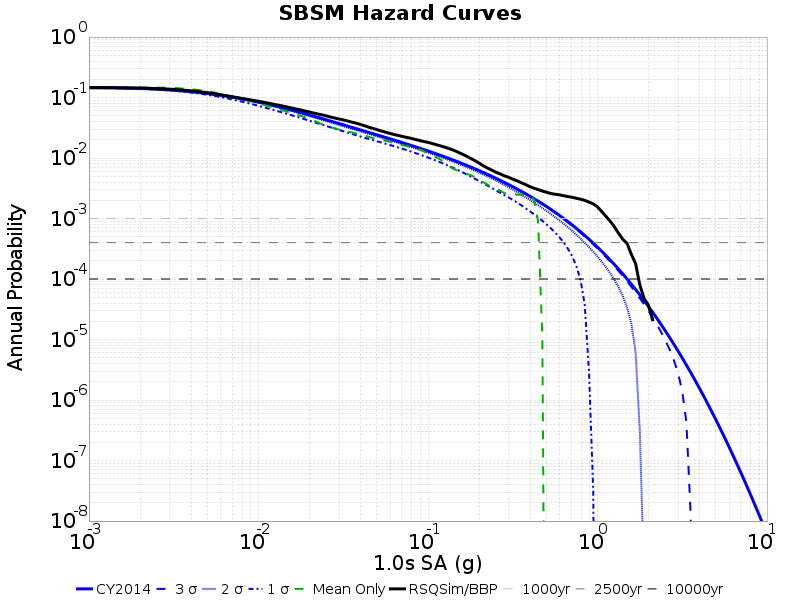 SBSM Hazard Curves
10^0
10^-1
10^-2
10^-3
10^-4
10^-5
10^-6
10^-7
10^-8
Annual Probability
10^-3 10^-2 10^-1 10^0 10^1
1.0s SA (g)
CY2014 3 σ 2 σ 1 σ Mean Only RSQSim/BBP 1000yr 2500yr 10000yr